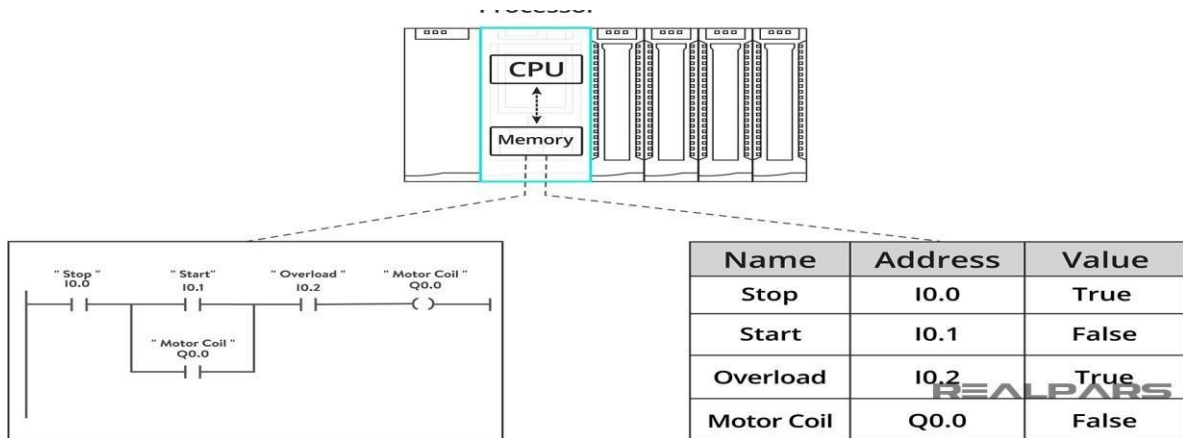 Processor
CPU
Memory
" Stop "
I0.0
" Start"
I0.1
" Overload "
I0.2
" Motor Coil "
Q0.0
" Motor Coil "
Q0.0
Name Address Value
Stop I0.0 True
Start I0.1 False
Overload I0.2 True
REALPARS
Motor Coil Q0.0 False